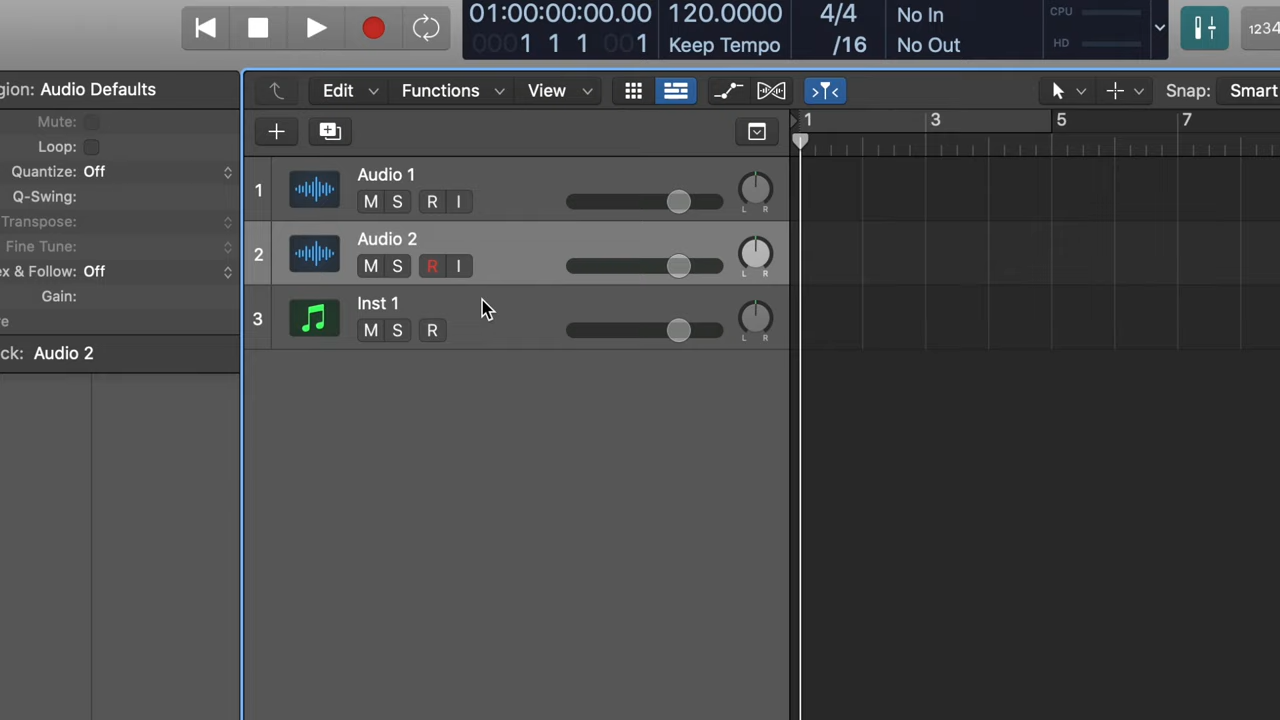 01:00:00:00.00 120.0000 4/4 No In CPU 1234
0001 1 1 001 Keep Tempo /16 No Out HD
gion: Audio Defaults
Mute:
Loop:
Quantize: Off
Q-Swing:
Transpose:
Fine Tune:
ex & Follow: Off
Gain:
e
ck: Audio 2
Edit Functions View Snap: Smart
1 3 5 7
1 Audio 1
M S R I
L R
2 Audio 2
M S R I
L R
3 Inst 1
M S R
L R